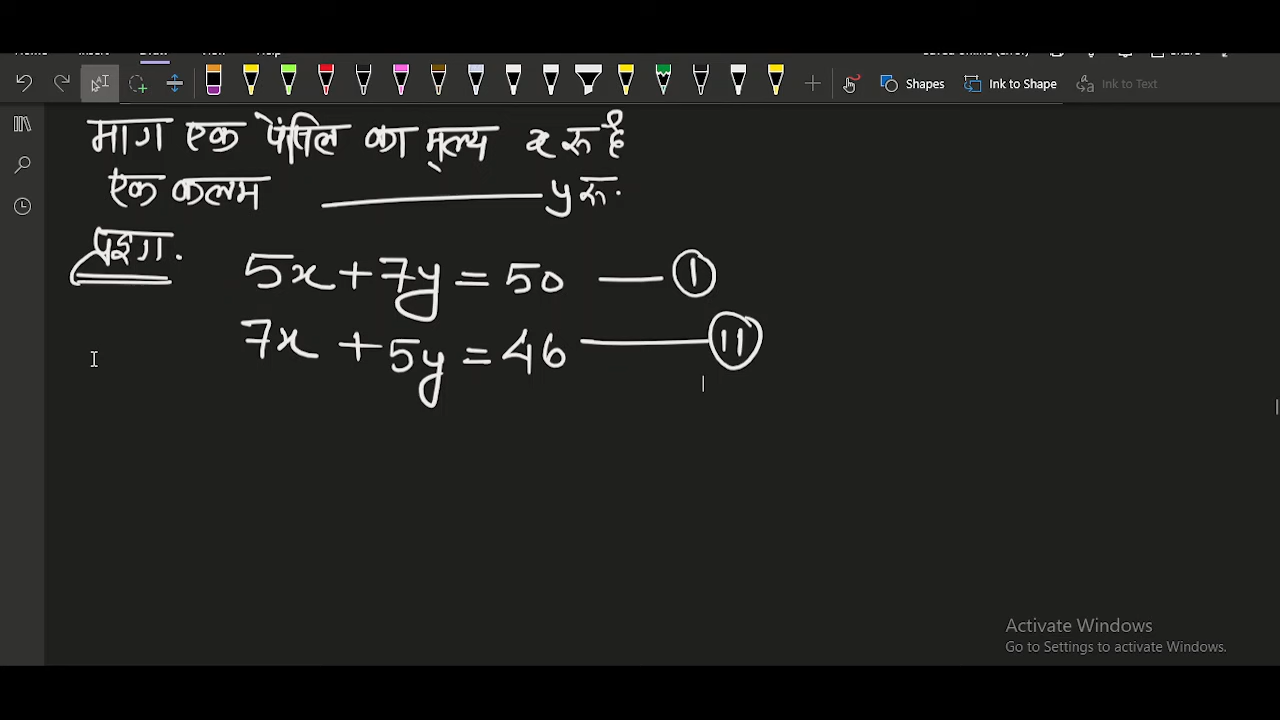 Shapes Ink to Shape Ink to Text
माना एक पेंसिल का मूल्य x रू है
एक कलम ———— y रू.
5x + 7y = 50 — ①
7x + 5y = 46 ——— ⑪
Activate Windows
Go to Settings to activate Windows.